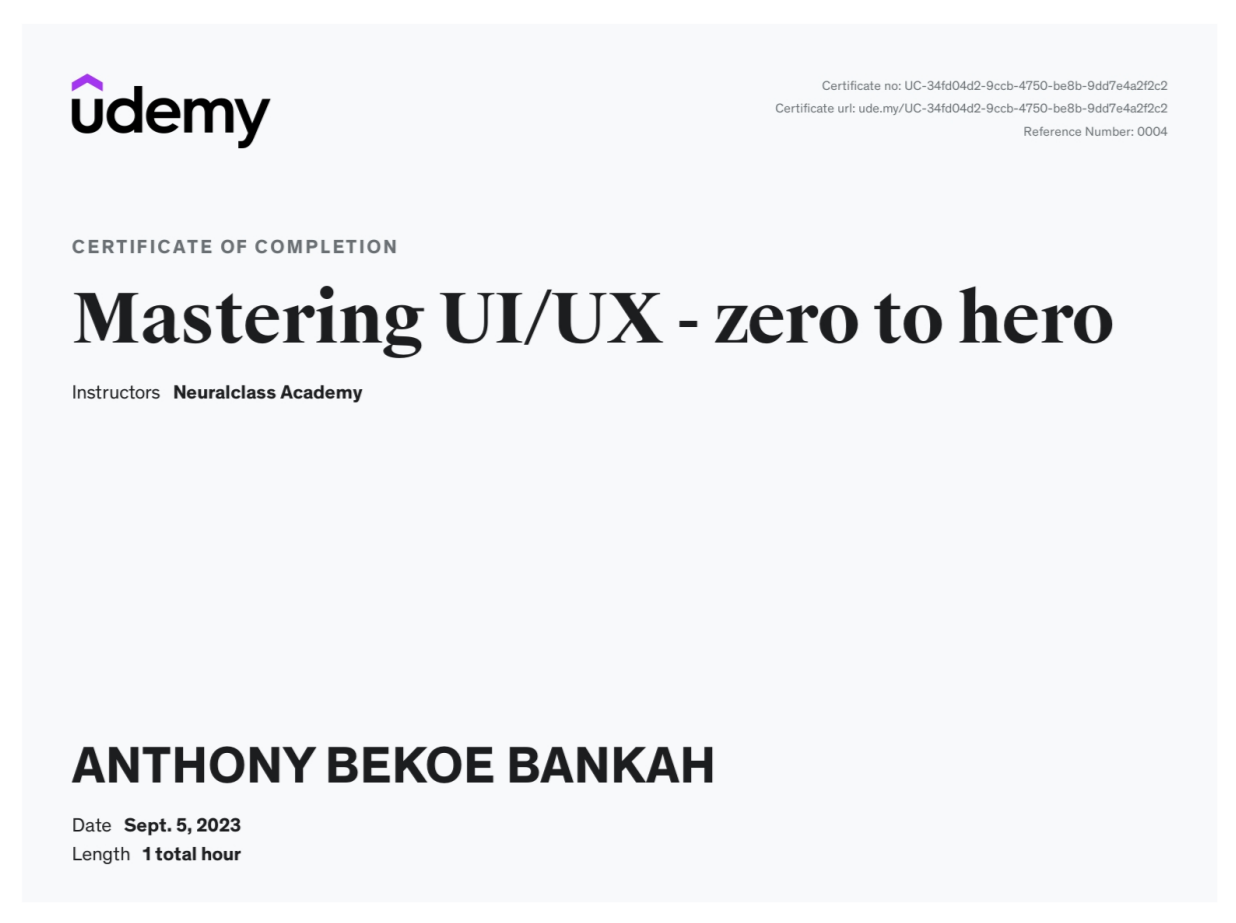 udemy
Certificate no: UC-34fd04d2-9ccb-4750-be8b-9dd7e4a2f2c2
Certificate url: ude.my/UC-34fd04d2-9ccb-4750-be8b-9dd7e4a2f2c2
Reference Number: 0004
CERTIFICATE OF COMPLETION
Mastering UI/UX - zero to hero
Instructors Neuralclass Academy
ANTHONY BEKOE BANKAH
Date Sept. 5, 2023
Length 1 total hour